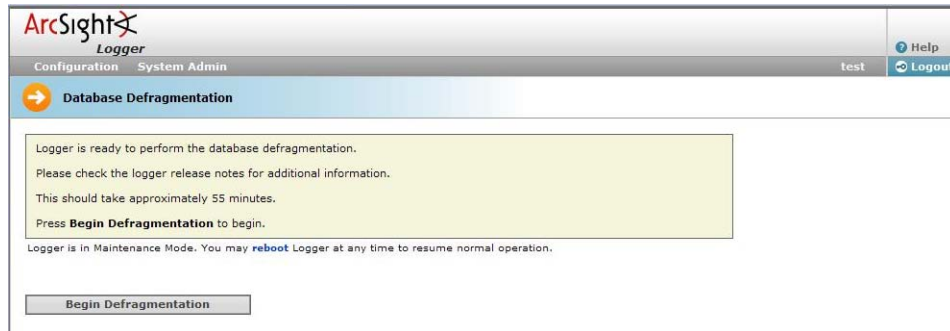 ArcSight
Logger
Help
Configuration System Admin test Logout
Database Defragmentation
Logger is ready to perform the database defragmentation.
Please check the logger release notes for additional information.
This should take approximately 55 minutes.
Press Begin Defragmentation to begin.
Logger is in Maintenance Mode. You may reboot Logger at any time to resume normal operation.
Begin Defragmentation